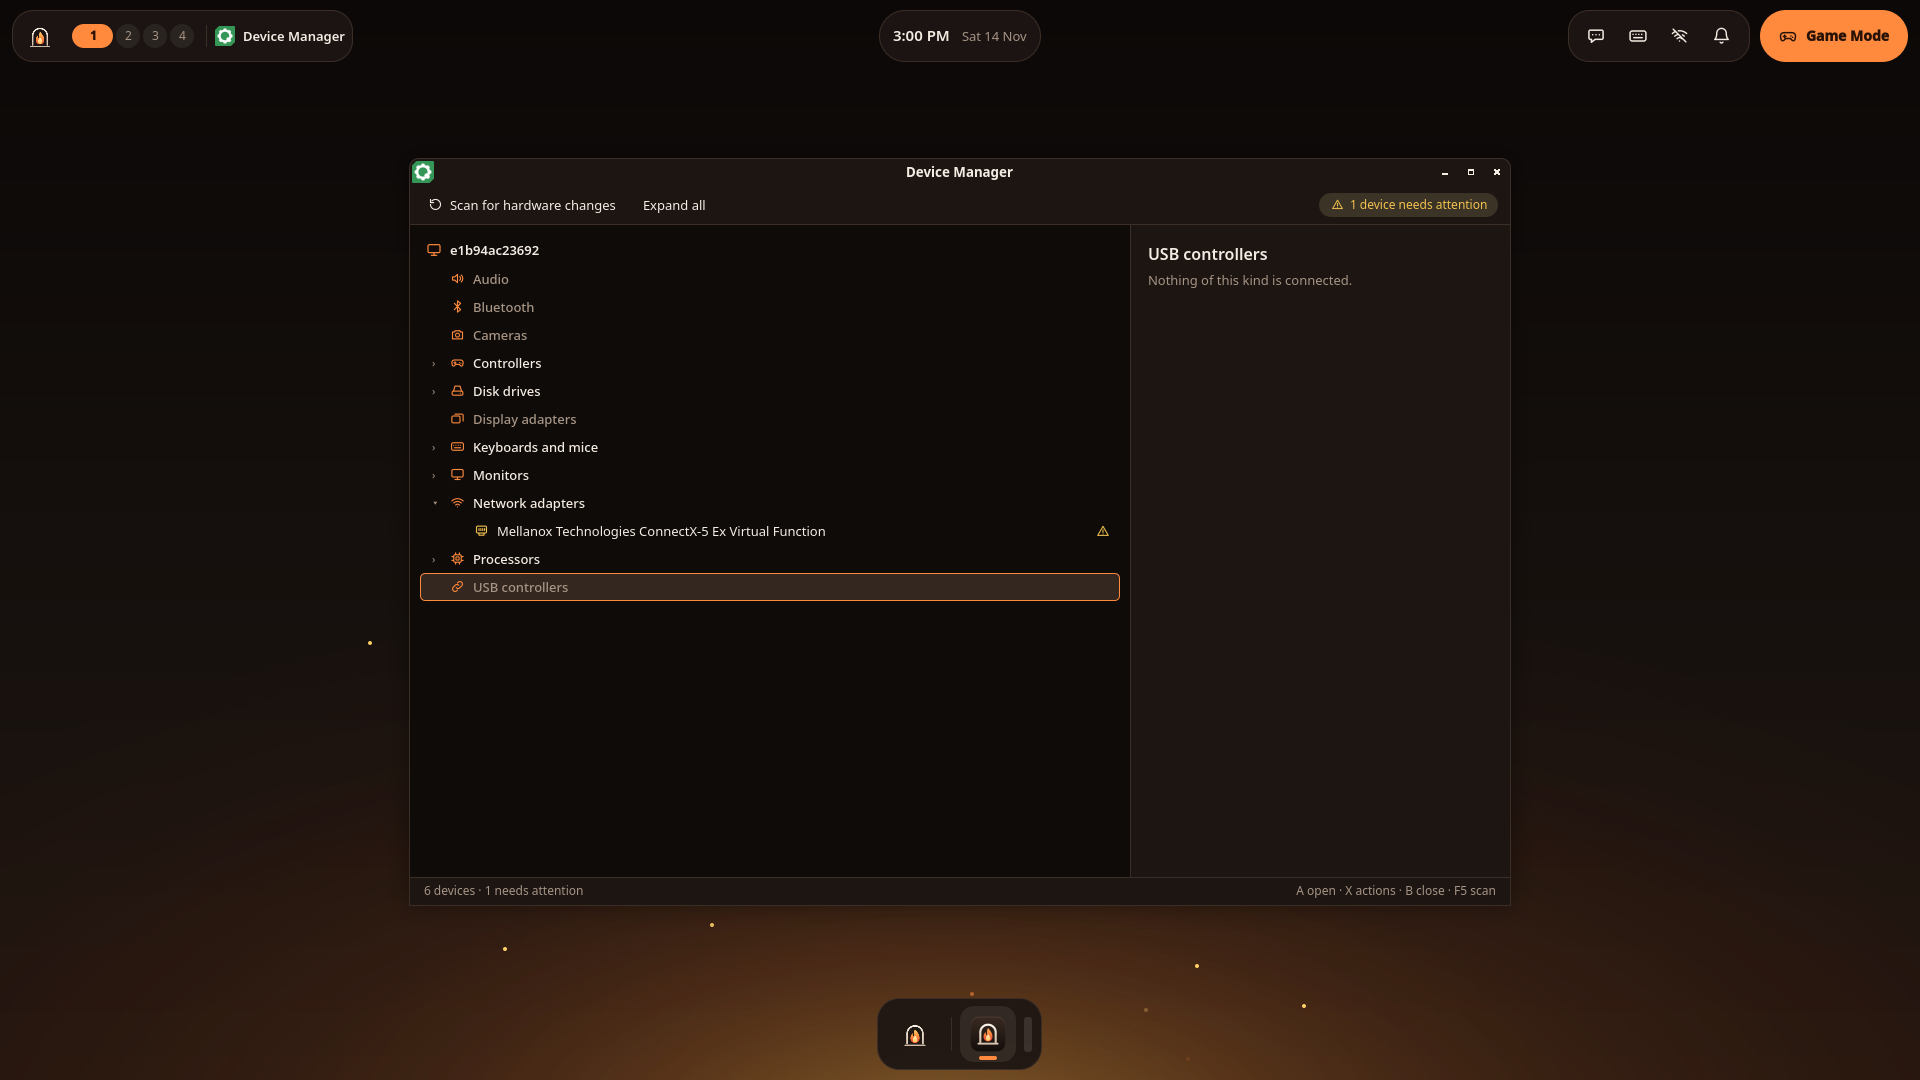 1 2 3 4 Device Manager
3:00 PM Sat 14 Nov
Game Mode
Device Manager
Scan for hardware changes Expand all
1 device needs attention
e1b94ac23692
Audio
Bluetooth
Cameras
Controllers
Disk drives
Display adapters
Keyboards and mice
Monitors
Network adapters
Mellanox Technologies ConnectX-5 Ex Virtual Function
Processors
USB controllers
USB controllers
Nothing of this kind is connected.
6 devices · 1 needs attention
A open · X actions · B close · F5 scan